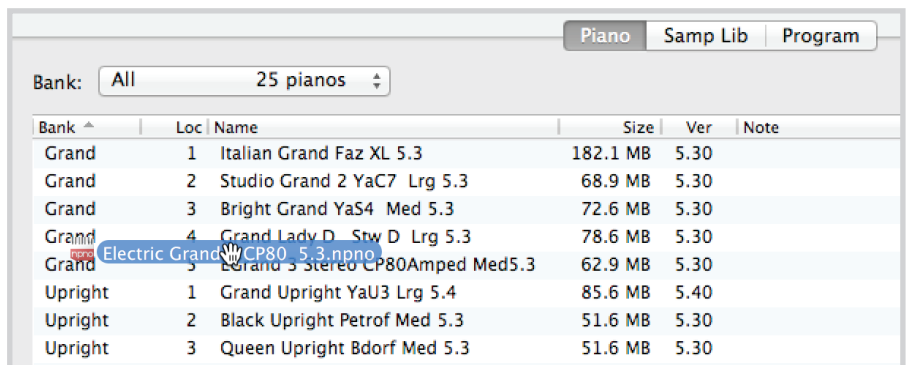 Piano Samp Lib Program
Bank: All 25 pianos
Bank Loc Name Size Ver Note
Grand 1 Italian Grand Faz XL 5.3 182.1 MB 5.30
Grand 2 Studio Grand 2 YaC7 Lrg 5.3 68.9 MB 5.30
Grand 3 Bright Grand YaS4 Med 5.3 72.6 MB 5.30
Grand 4 Grand Lady D Stw D Lrg 5.3 78.6 MB 5.30
npno Electric Grand CP80 5.3.npno
Grand 5 EGrand 3 Stereo CP80Amped Med5.3 62.9 MB 5.30
Upright 1 Grand Upright YaU3 Lrg 5.4 85.6 MB 5.40
Upright 2 Black Upright Petrof Med 5.3 51.6 MB 5.30
Upright 3 Queen Upright Bdorf Med 5.3 51.6 MB 5.30